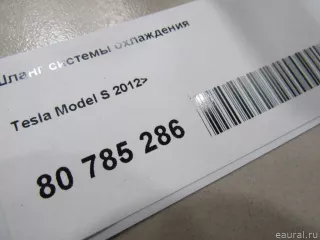 Шланг системы охлаждения
Tesla Model S 2012>
80 785 286
eaural.ru